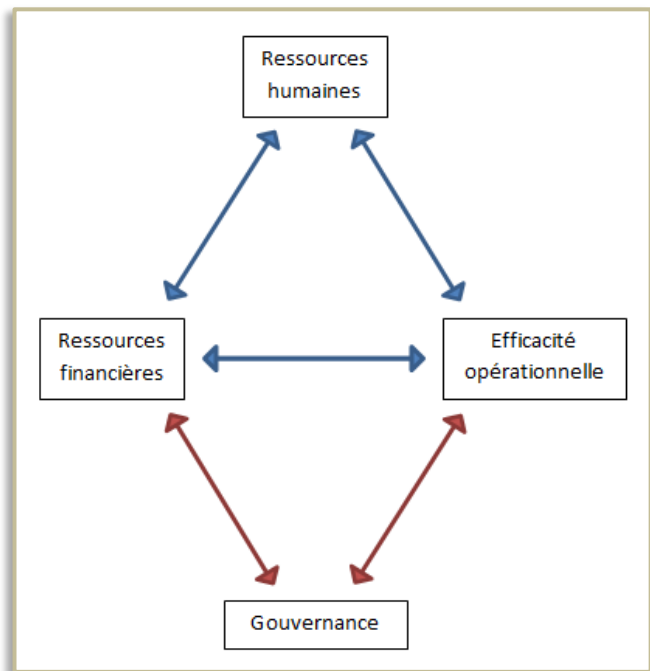 Ressources
humaines
Ressources
financières
Efficacité
opérationnelle
Gouvernance